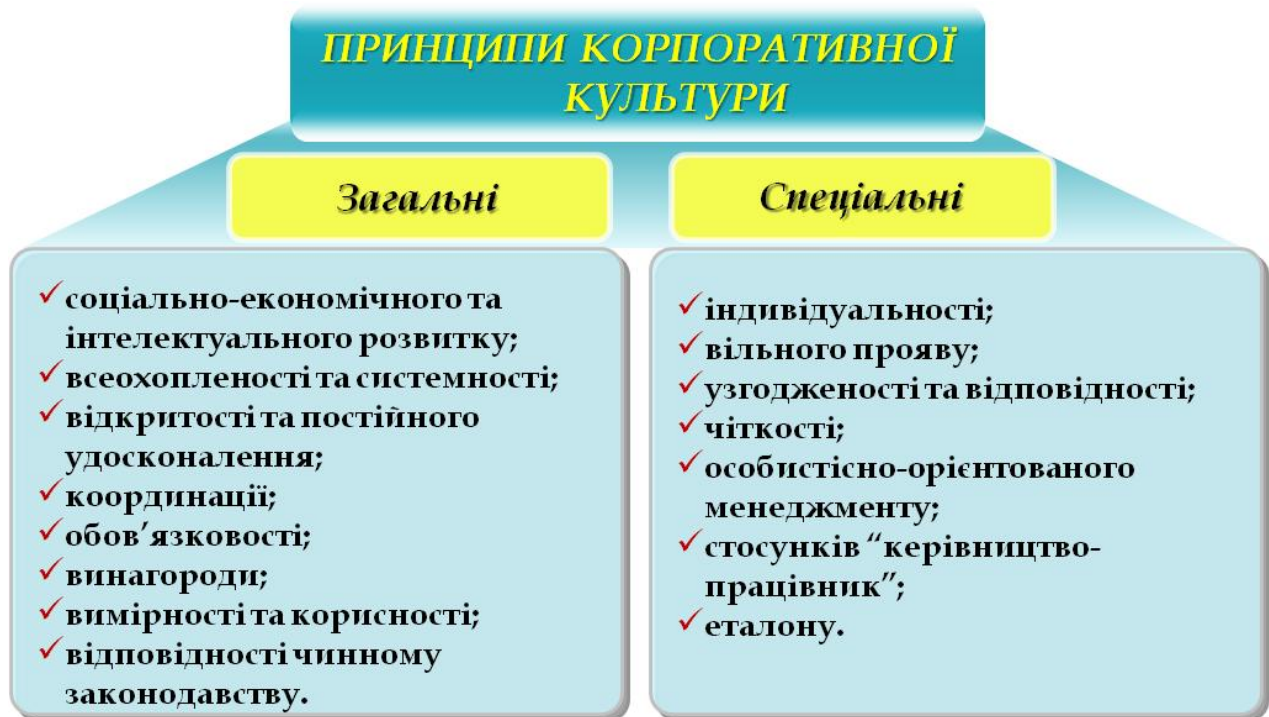 ПРИНЦИПИ КОРПОРАТИВНОЇ
КУЛЬТУРИ
Загальні
✓соціально-економічного та
інтелектуального розвитку;
✓всеохопленості та системності;
✓відкритості та постійного
удосконалення;
✓координації;
✓обов’язковості;
✓винагороди;
✓вимірності та корисності;
✓відповідності чинному
законодавству.
Спеціальні
✓індивідуальності;
✓вільного прояву;
✓узгодженості та відповідності;
✓чіткості;
✓особистісно-орієнтованого
менеджменту;
✓стосунків “керівництво-
працівник”;
✓еталону.